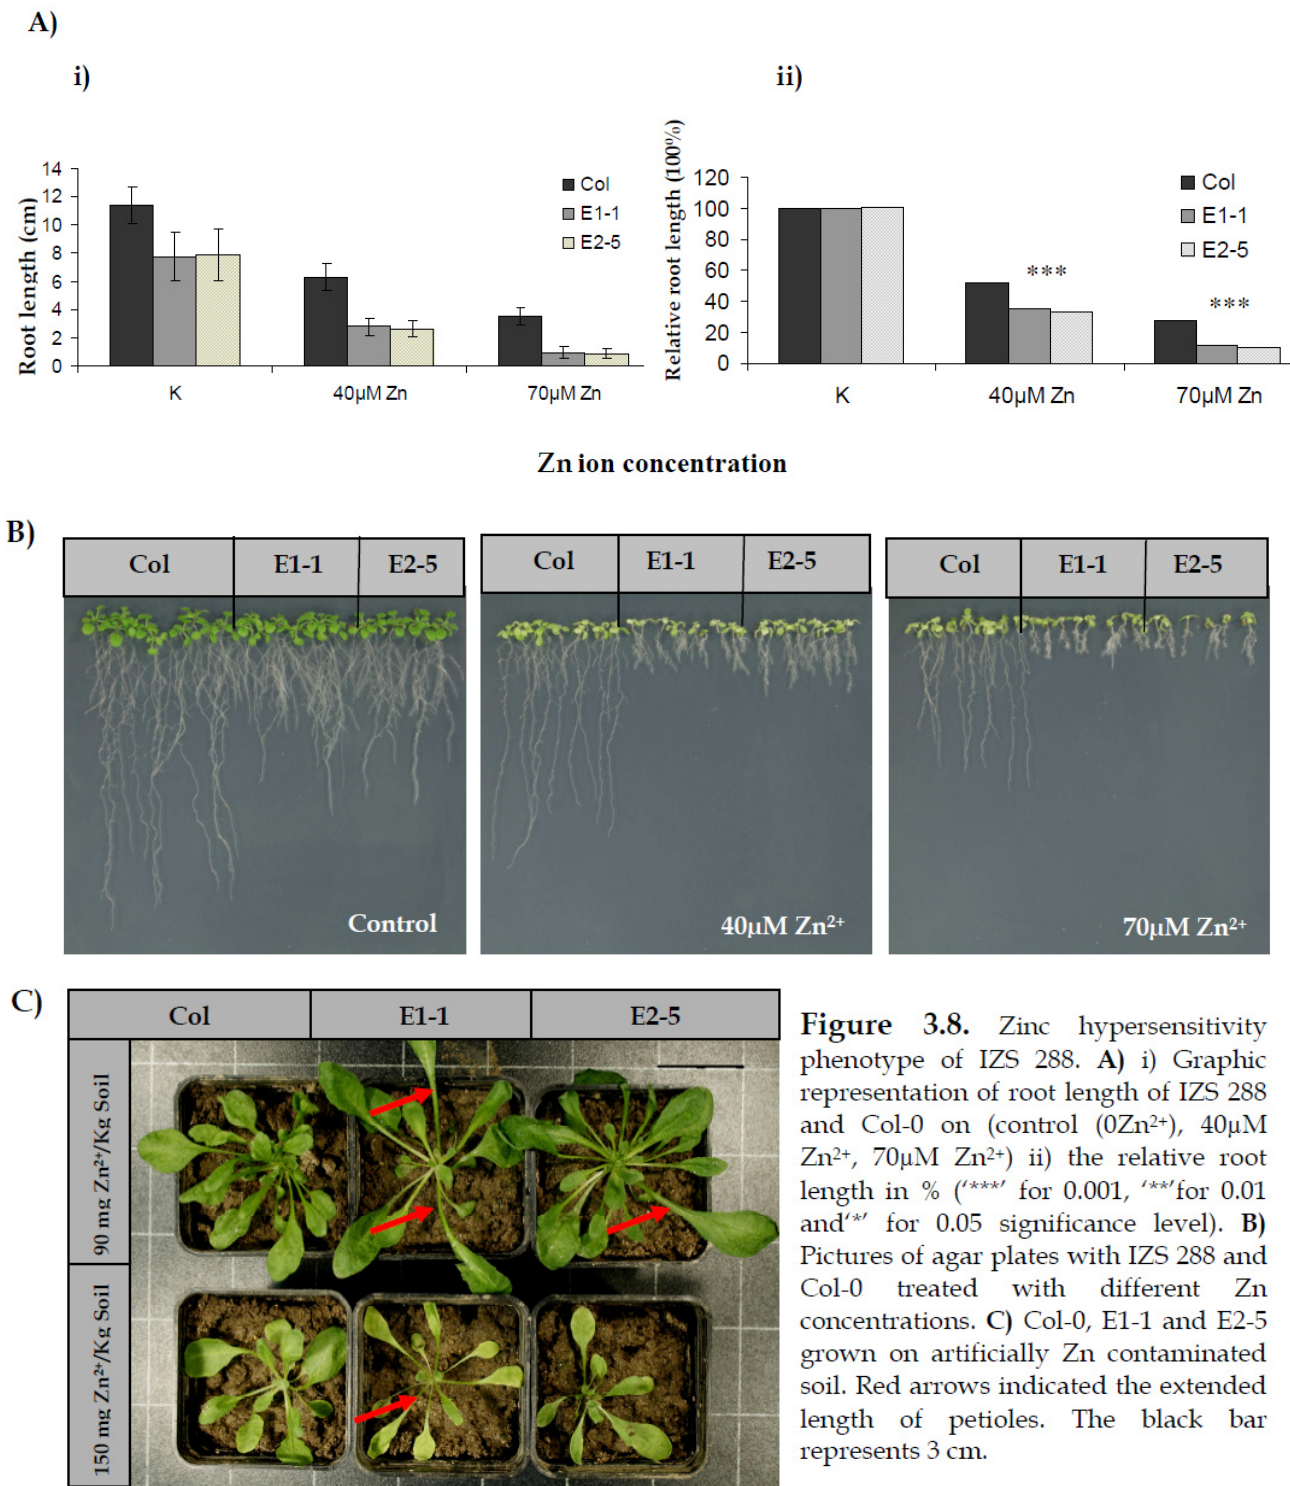 A)
i)
ii)
Root length (cm)
14
12
10
8
6
4
2
0
Col
E1-1
E2-5
K
40µM Zn
70µM Zn
Relative root length (100%)
120
100
80
60
40
20
0
Col
E1-1
E2-5
***
***
K
40µM Zn
70µM Zn
Zn ion concentration
B)
Col
E1-1
E2-5
Control
Col
E1-1
E2-5
40µM Zn²⁺
Col
E1-1
E2-5
70µM Zn²⁺
C)
Col
E1-1
E2-5
90 mg Zn²⁺/Kg Soil
150 mg Zn²⁺/Kg Soil
Figure 3.8. Zinc hypersensitivity
phenotype of IZS 288. A) i) Graphic
representation of root length of IZS 288
and Col-0 on (control (0Zn²⁺), 40µM
Zn²⁺, 70µM Zn²⁺) ii) the relative root
length in % (‘***’ for 0.001, ‘**’for 0.01
and‘*’ for 0.05 significance level). B)
Pictures of agar plates with IZS 288 and
Col-0 treated with different Zn
concentrations. C) Col-0, E1-1 and E2-5
grown on artificially Zn contaminated
soil. Red arrows indicated the extended
length of petioles. The black bar
represents 3 cm.